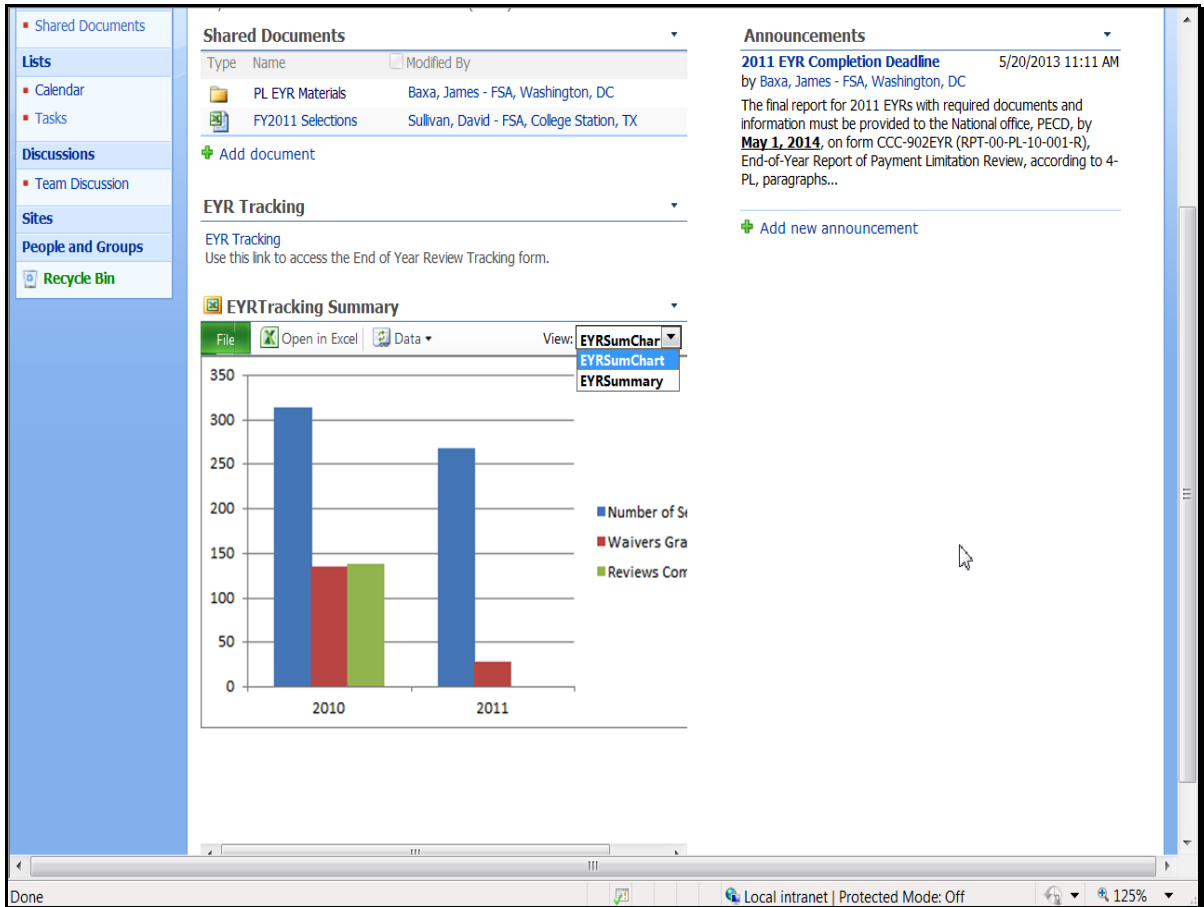 Shared Documents
Lists
Calendar
Tasks
Discussions
Team Discussion
Sites
People and Groups
Recycle Bin
Shared Documents
Type Name Modified By
PL EYR Materials Baxa, James - FSA, Washington, DC
FY2011 Selections Sullivan, David - FSA, College Station, TX
Add document
EYR Tracking
EYR Tracking
Use this link to access the End of Year Review Tracking form.
EYRTracking Summary
File Open in Excel Data View: EYRSumChar
EYRSumChart
EYRSummary
350
300
250
200
150
100
50
0
2010 2011
Number of Se
Waivers Gra
Reviews Com
Announcements
2011 EYR Completion Deadline 5/20/2013 11:11 AM
by Baxa, James - FSA, Washington, DC
The final report for 2011 EYRs with required documents and
information must be provided to the National office, PECD, by
May 1, 2014, on form CCC-902EYR (RPT-00-PL-10-001-R),
End-of-Year Report of Payment Limitation Review, according to 4-
PL, paragraphs...
Add new announcement
Done Local intranet | Protected Mode: Off 125%